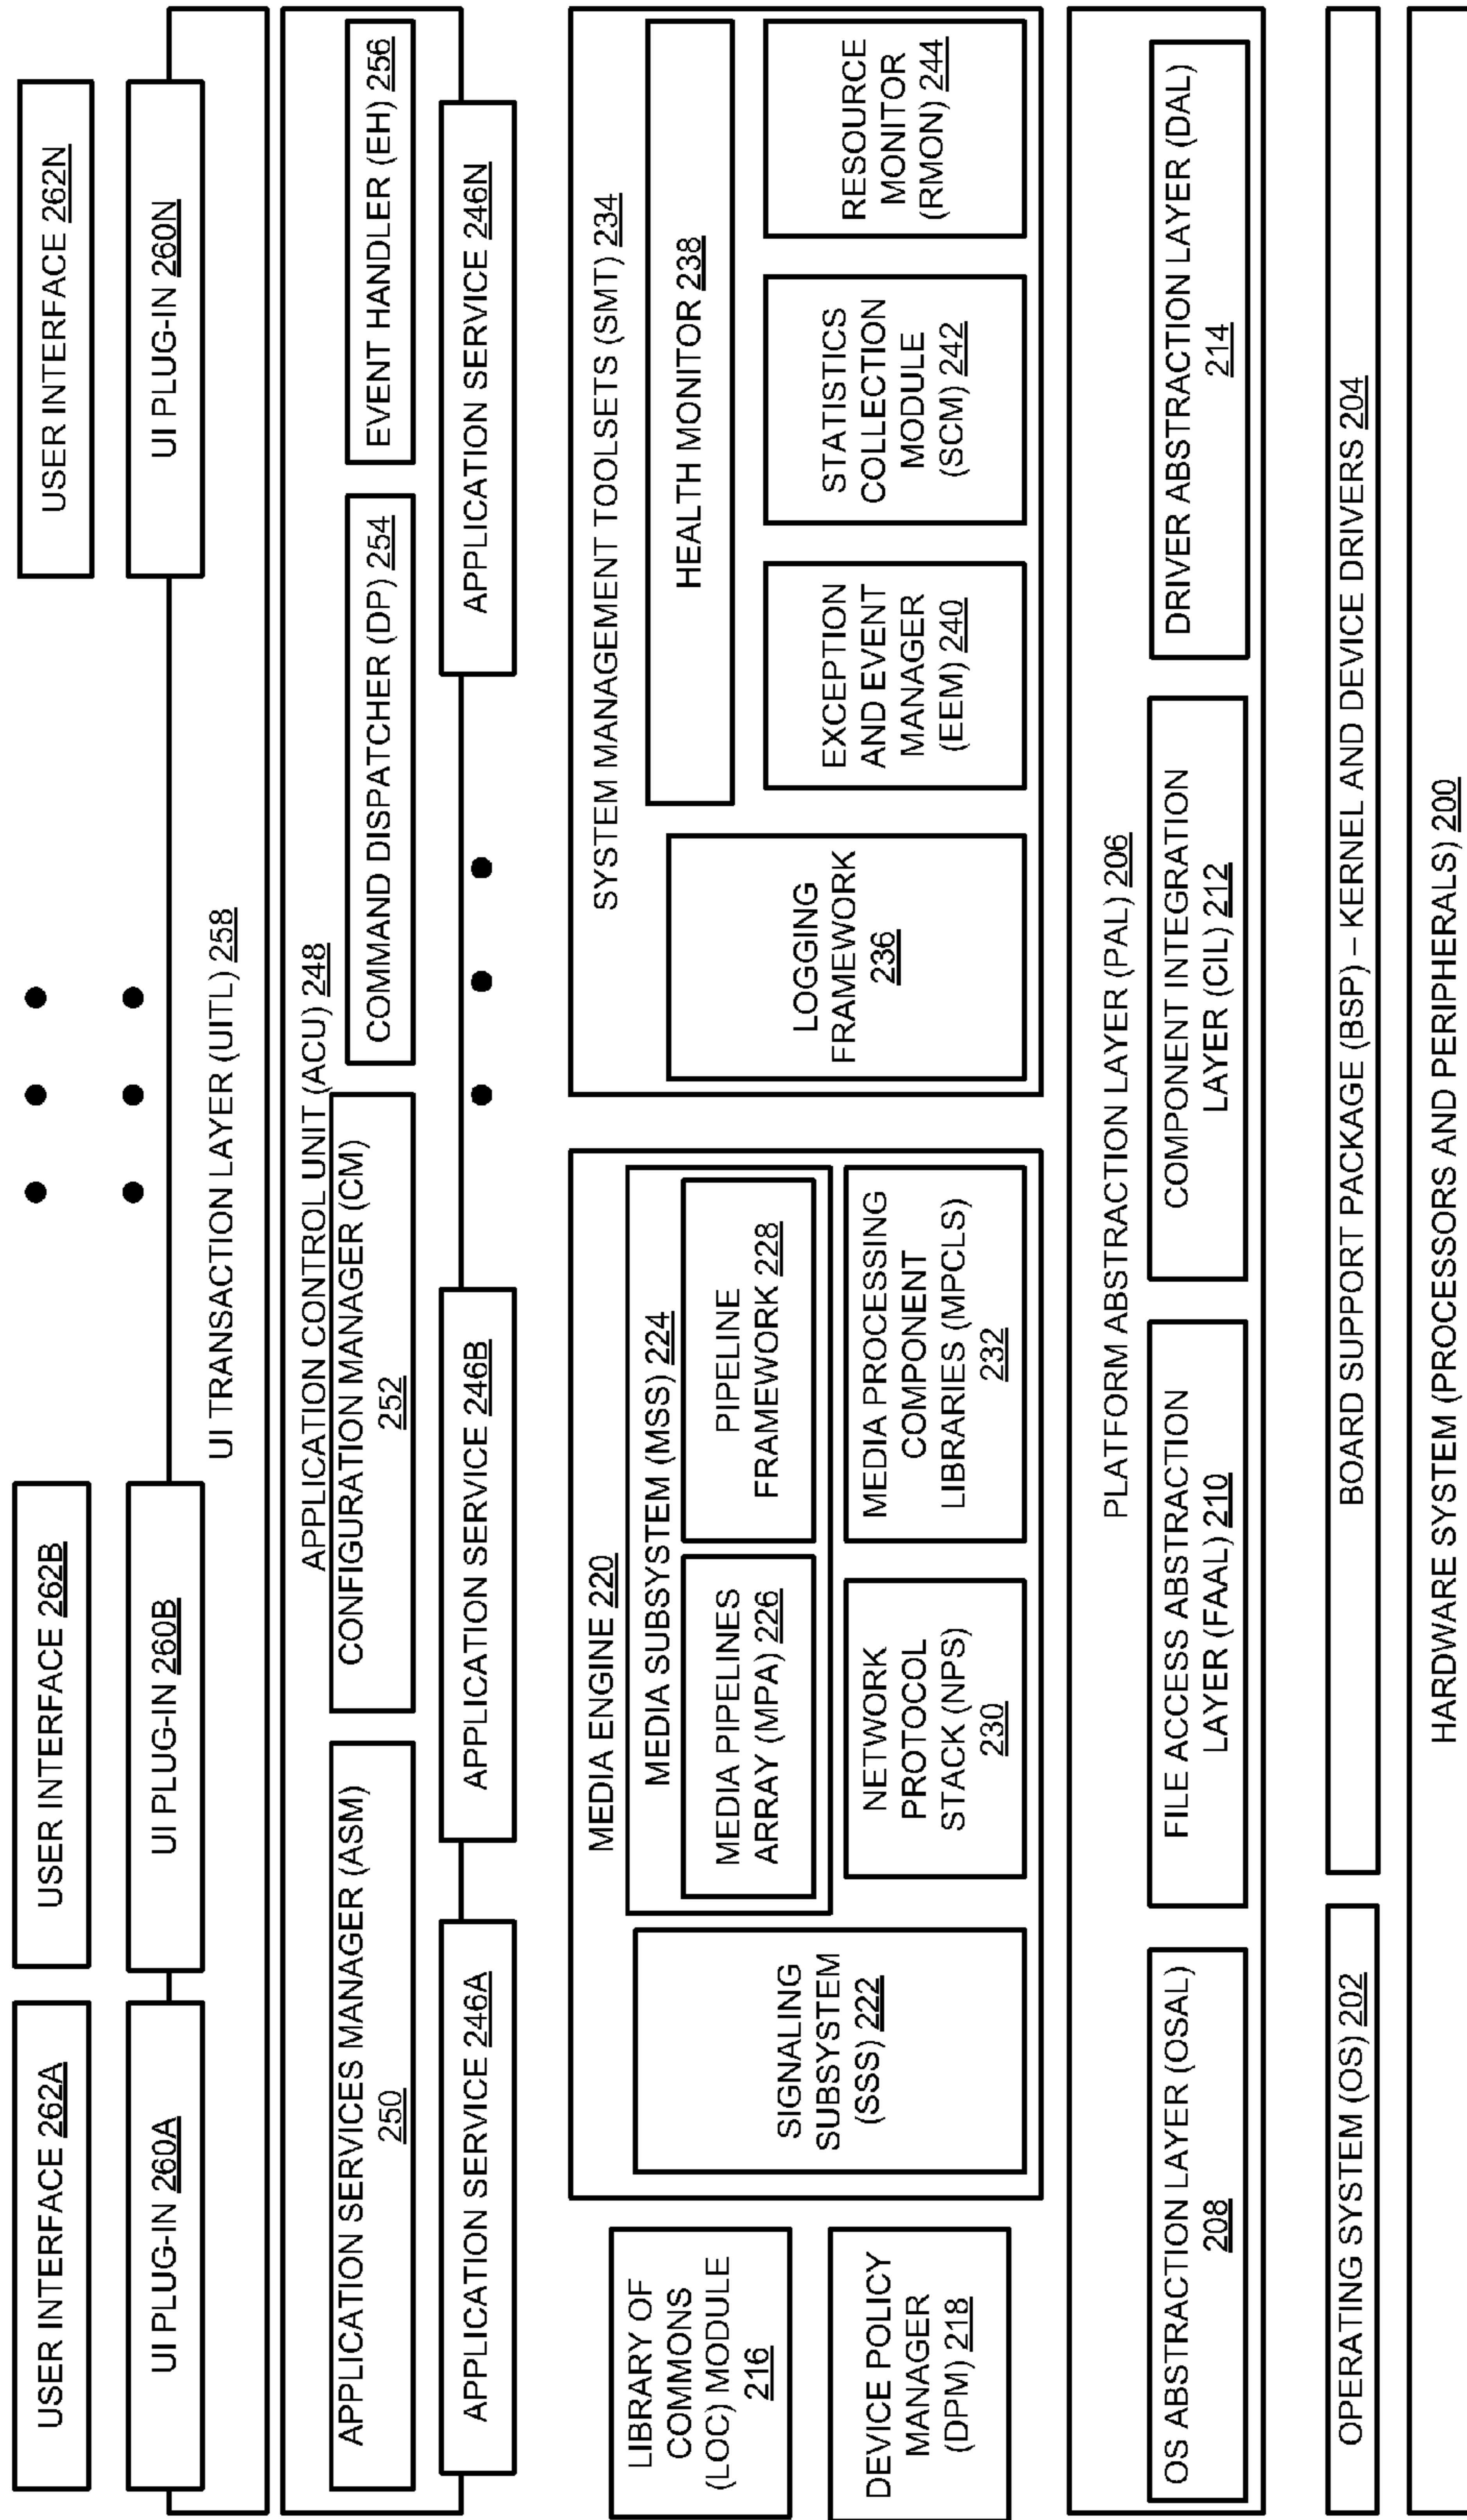 USER INTERFACE 262A
USER INTERFACE 262B
USER INTERFACE 262N
UI PLUG-IN 260A
UI PLUG-IN 260B
UI PLUG-IN 260N
UI TRANSACTION LAYER (UITL) 258
APPLICATION CONTROL UNIT (ACU) 248
APPLICATION SERVICES MANAGER (ASM)
250
CONFIGURATION MANAGER (CM)
252
COMMAND DISPATCHER (DP) 254
EVENT HANDLER (EH) 256
APPLICATION SERVICE 246A
APPLICATION SERVICE 246B
APPLICATION SERVICE 246N
LIBRARY OF
COMMONS
(LOC) MODULE
216
DEVICE POLICY
MANAGER
(DPM) 218
MEDIA ENGINE 220
SIGNALING
SUBSYSTEM
(SSS) 222
MEDIA SUBSYSTEM (MSS) 224
MEDIA PIPELINES
ARRAY (MPA) 226
PIPELINE
FRAMEWORK 228
NETWORK
PROTOCOL
STACK (NPS)
230
MEDIA PROCESSING
COMPONENT
LIBRARIES (MPCLS)
232
SYSTEM MANAGEMENT TOOLSETS (SMT) 234
LOGGING
FRAMEWORK
236
HEALTH MONITOR 238
EXCEPTION
AND EVENT
MANAGER
(EEM) 240
STATISTICS
COLLECTION
MODULE
(SCM) 242
RESOURCE
MONITOR
(RMON) 244
PLATFORM ABSTRACTION LAYER (PAL) 206
OS ABSTRACTION LAYER (OSAL)
208
FILE ACCESS ABSTRACTION
LAYER (FAAL) 210
COMPONENT INTEGRATION
LAYER (CIL) 212
DRIVER ABSTRACTION LAYER (DAL)
214
OPERATING SYSTEM (OS) 202
BOARD SUPPORT PACKAGE (BSP) – KERNEL AND DEVICE DRIVERS 204
HARDWARE SYSTEM (PROCESSORS AND PERIPHERALS) 200